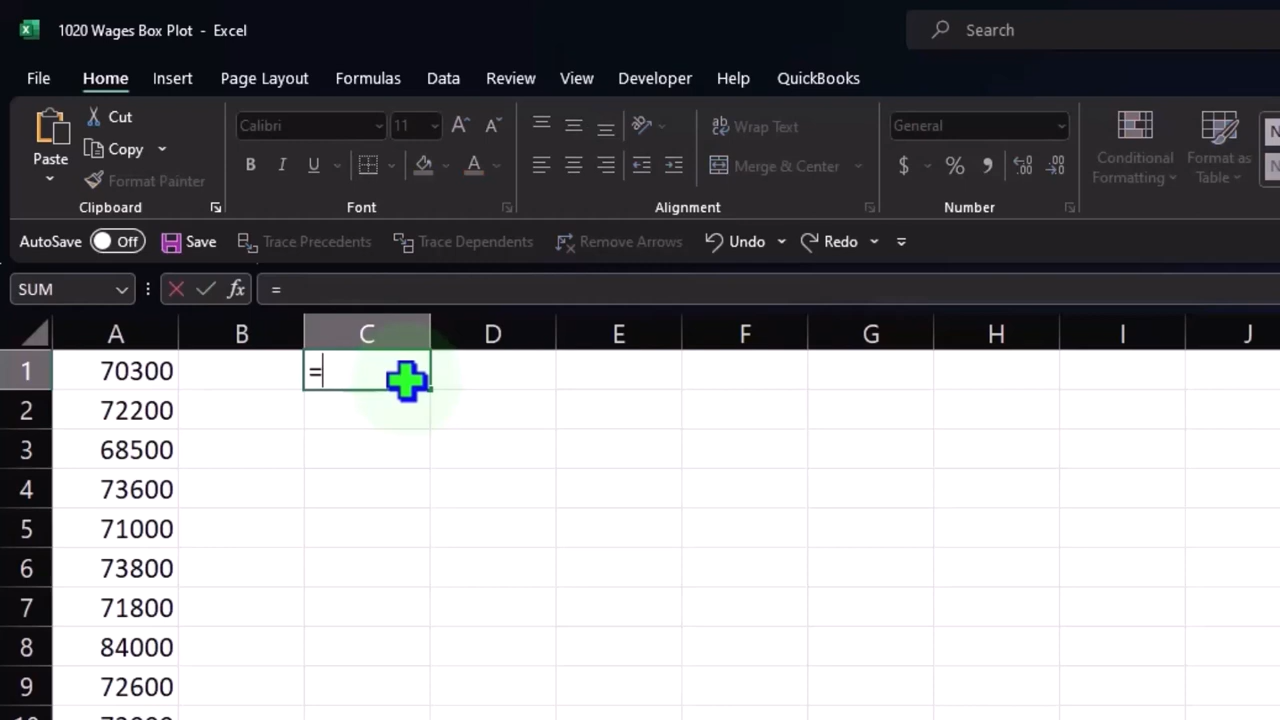 1020 Wages Box Plot - Excel
Search
File Home Insert Page Layout Formulas Data Review View Developer Help QuickBooks
Paste
Cut
Copy
Format Painter
Clipboard
Calibri 11
B I U
Font
ab Wrap Text
Merge & Center
Alignment
General
$ % ,
Number
Conditional Formatting
Format as Table
AutoSave Off Save Trace Precedents Trace Dependents Remove Arrows Undo Redo
SUM fx =
A B C D E F G H I J
1 70300 =
2 72200
3 68500
4 73600
5 71000
6 73800
7 71800
8 84000
9 72600